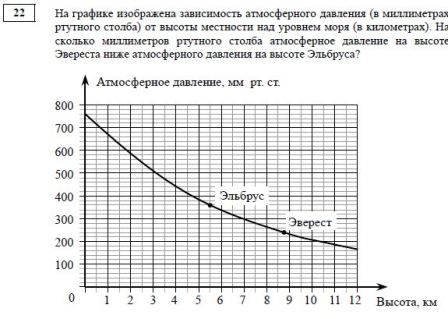 22
На графике изображена зависимость атмосферного давления (в миллиметрах
ртутного столба) от высоты местности над уровнем моря (в километрах). На
сколько миллиметров ртутного столба атмосферное давление на высоте
Эвереста ниже атмосферного давления на высоте Эльбруса?
Атмосферное давление, мм рт. ст.
800
700
600
500
400
300
200
100
Эльбрус
Эверест
0 1 2 3 4 5 6 7 8 9 10 11 12 Высота, км